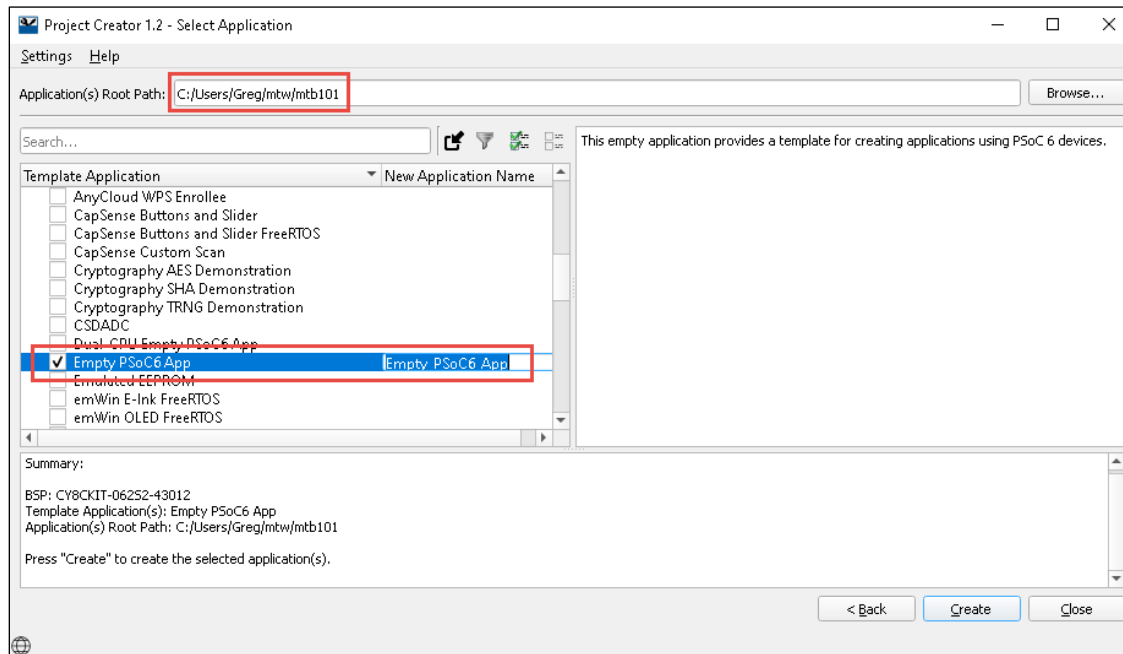 Project Creator 1.2 - Select Application
Settings Help
Application(s) Root Path: C:/Users/Greg/mtw/mtb101 Browse...
Search...
This empty application provides a template for creating applications using PSoC 6 devices.
Template Application New Application Name
AnyCloud WPS Enrollee
CapSense Buttons and Slider
CapSense Buttons and Slider FreeRTOS
CapSense Custom Scan
Cryptography AES Demonstration
Cryptography SHA Demonstration
Cryptography TRNG Demonstration
CSDADC
Dual-CPU Empty PSoC6 App
Empty PSoC6 App Empty PSoC6 App
Emulated EEPROM
emWin E-Ink FreeRTOS
emWin OLED FreeRTOS
Summary:
BSP: CY8CKIT-062S2-43012
Template Application(s): Empty PSoC6 App
Application(s) Root Path: C:/Users/Greg/mtw/mtb101
Press "Create" to create the selected application(s).
< Back Create Close